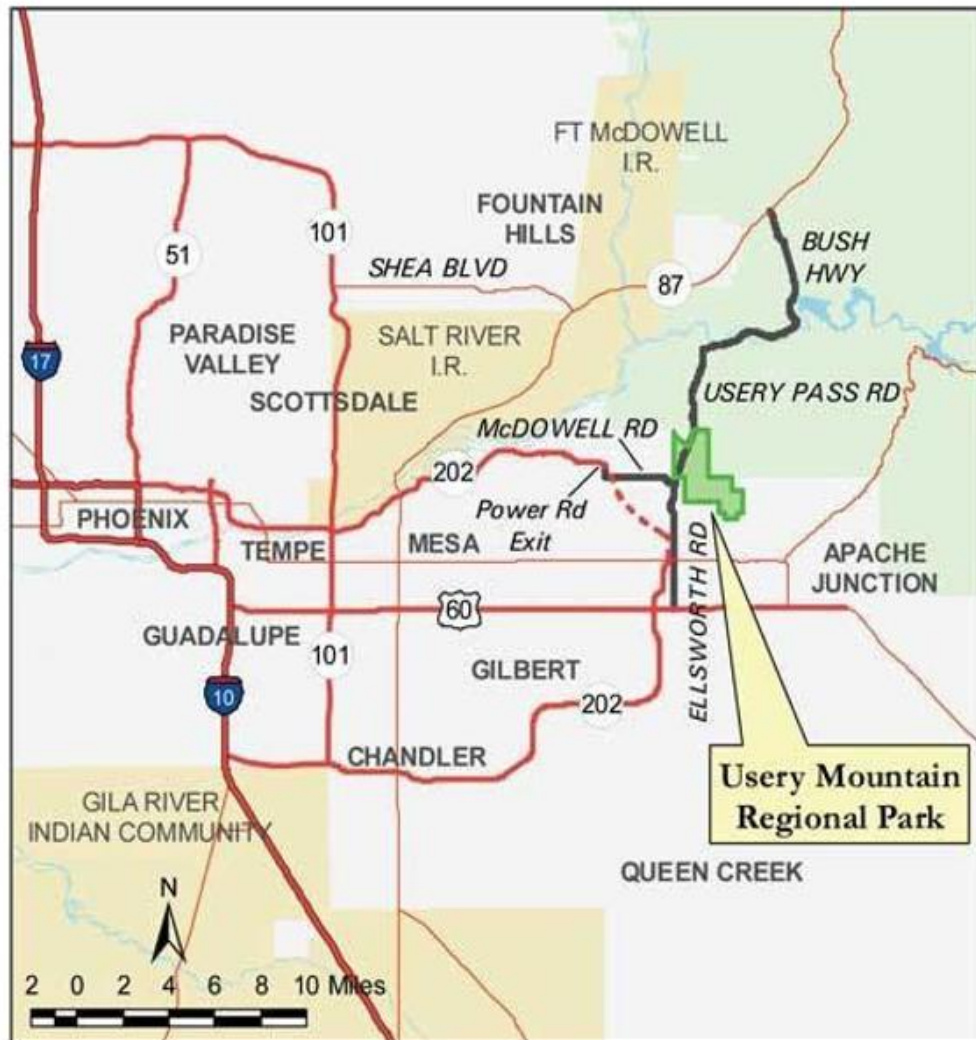 FT McDOWELL
I.R.
FOUNTAIN
HILLS
BUSH
HWY
51
101
SHEA BLVD
87
17
PARADISE
VALLEY
SALT RIVER
I.R.
SCOTTSDALE
USERY PASS RD
McDOWELL RD
202
Power Rd
Exit
PHOENIX
TEMPE
MESA
APACHE
JUNCTION
60
ELLSWORTH RD
GUADALUPE
101
GILBERT
10
202
CHANDLER
Usery Mountain
Regional Park
GILA RIVER
INDIAN COMMUNITY
QUEEN CREEK
N
2 0 2 4 6 8 10 Miles